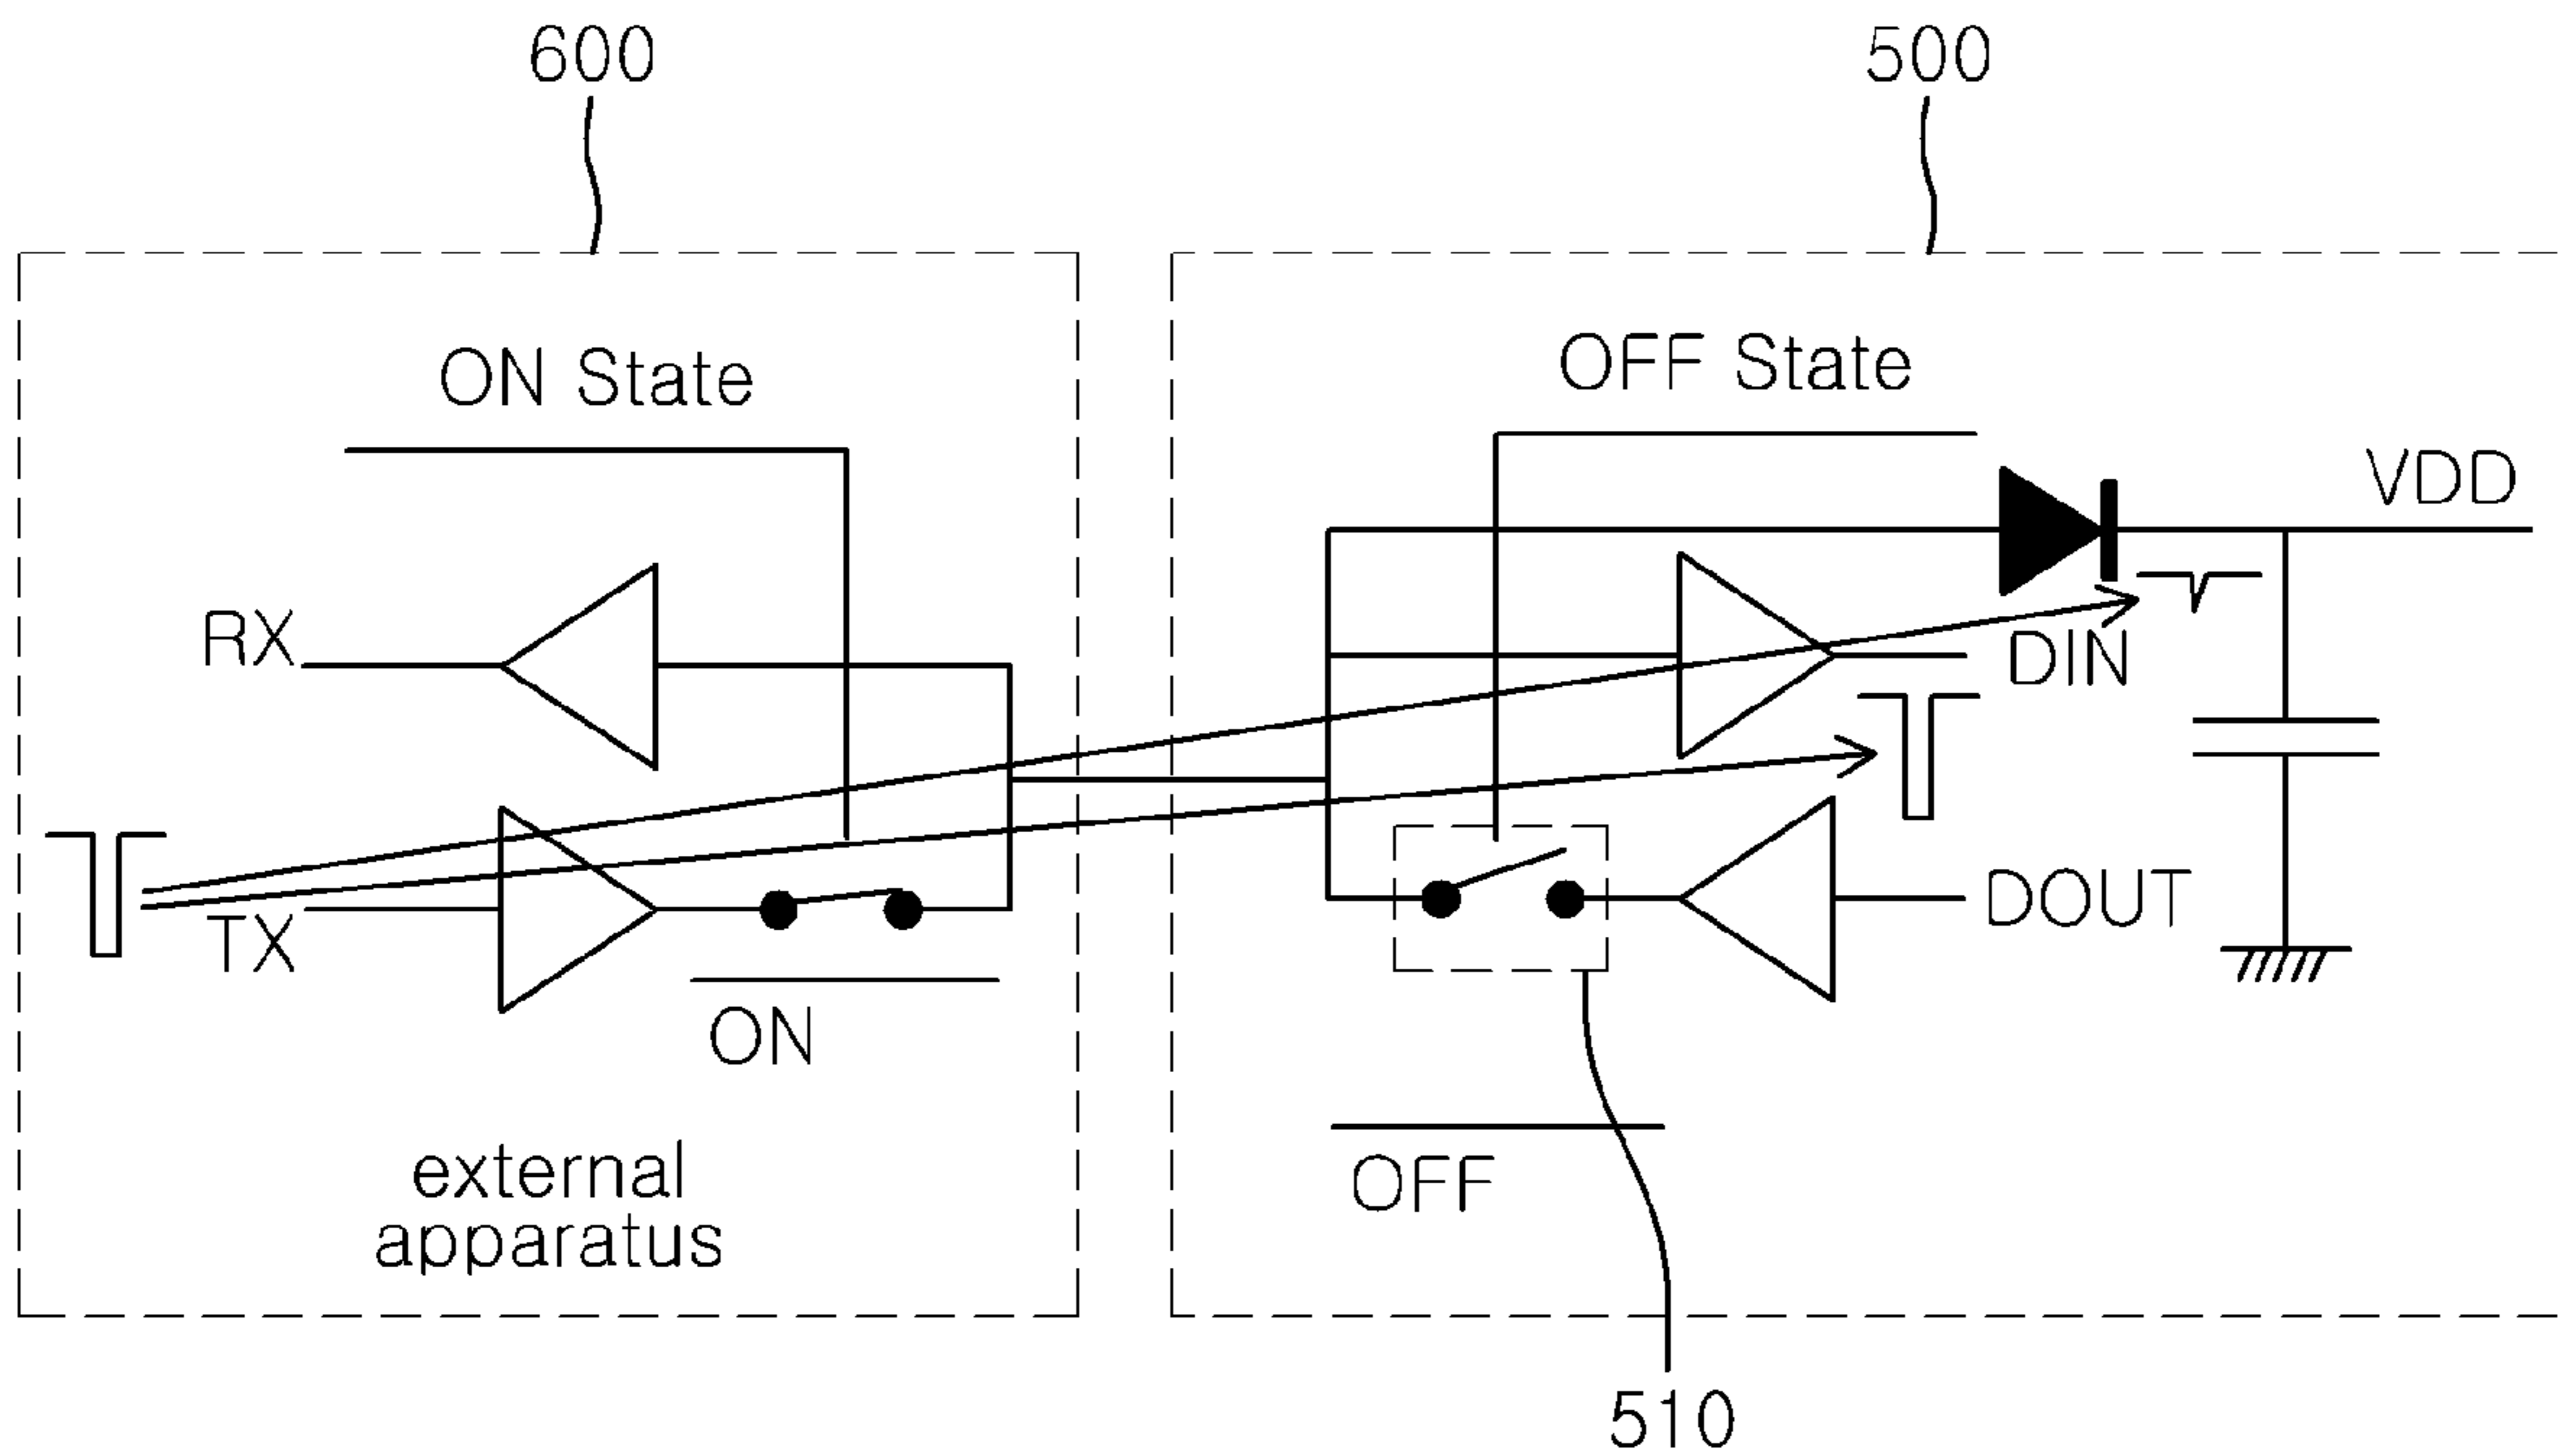 600
500
ON State
OFF State
VDD
RX
DIN
TX
DOUT
ON
external
apparatus
OFF
510